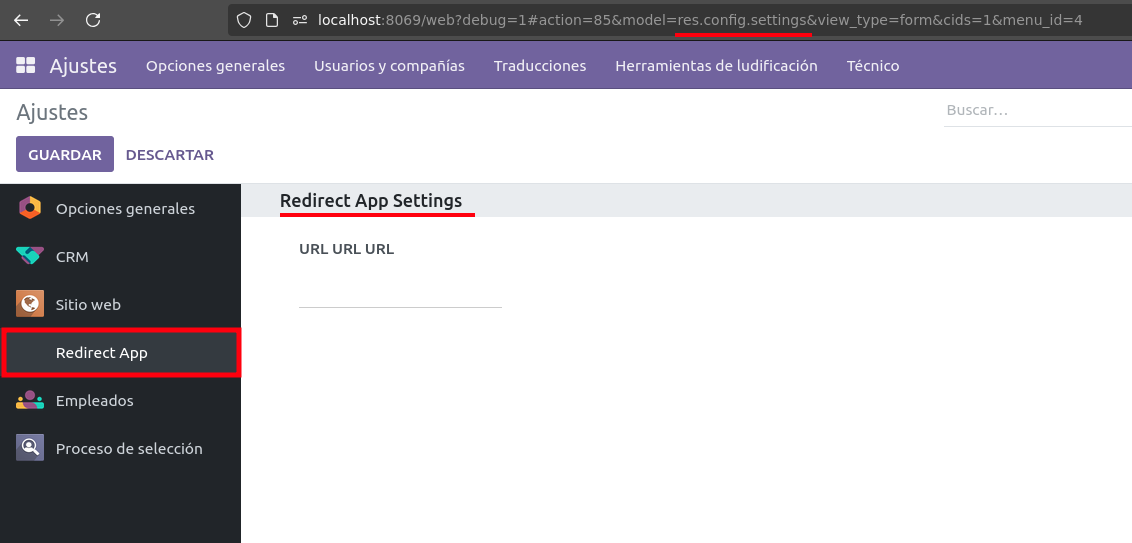 localhost:8069/web?debug=1#action=85&model=res.config.settings&view_type=form&cids=1&menu_id=4
Ajustes Opciones generales Usuarios y compañías Traducciones Herramientas de ludificación Técnico
Ajustes
Buscar...
GUARDAR DESCARTAR
Opciones generales
CRM
Sitio web
Redirect App
Empleados
Proceso de selección
Redirect App Settings
URL URL URL